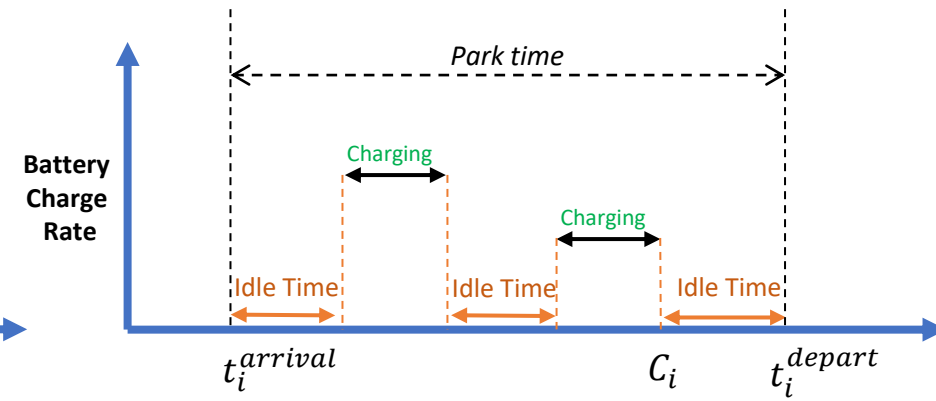 Park time
Charging
Battery
Charge
Rate
Charging
Idle Time
Idle Time
Idle Time
t_i^{arrival}
C_i
t_i^{depart}